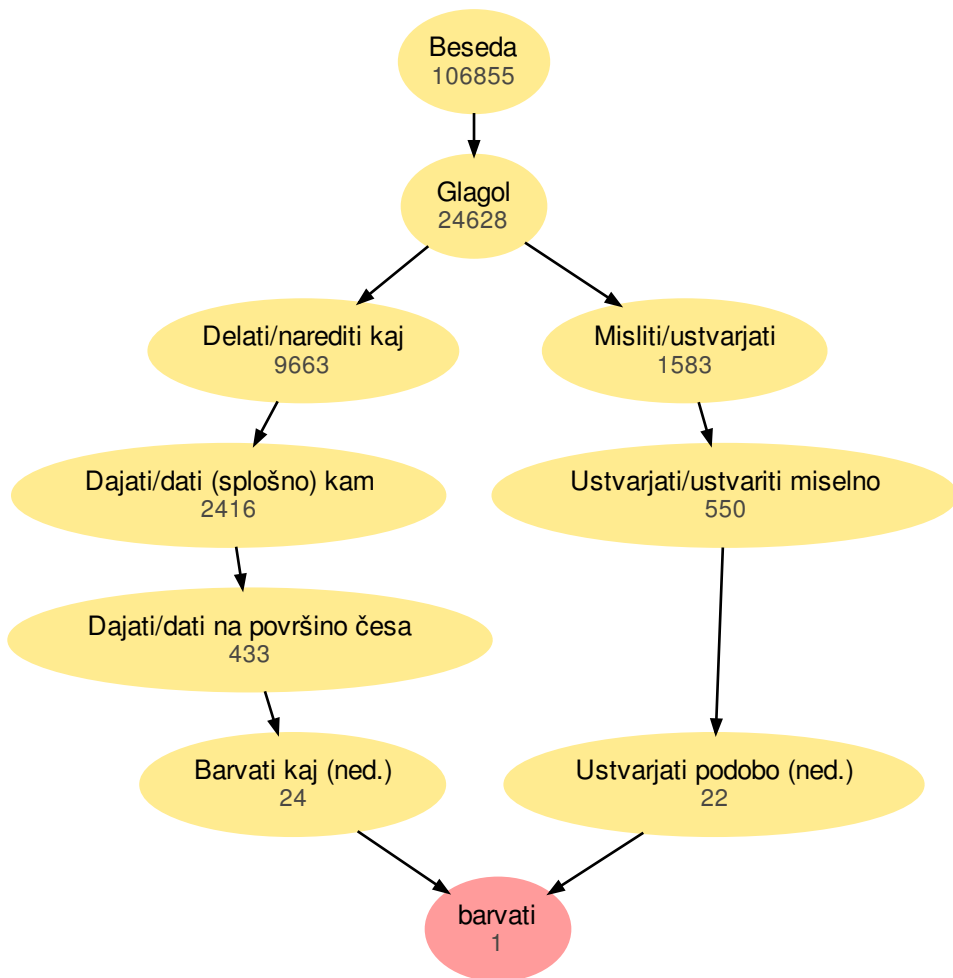 Beseda
106855
Glagol
24628
Delati/narediti kaj
9663
Misliti/ustvarjati
1583
Dajati/dati (splošno) kam
2416
Ustvarjati/ustvariti miselno
550
Dajati/dati na površino česa
433
Barvati kaj (ned.)
24
Ustvarjati podobo (ned.)
22
barvati
1